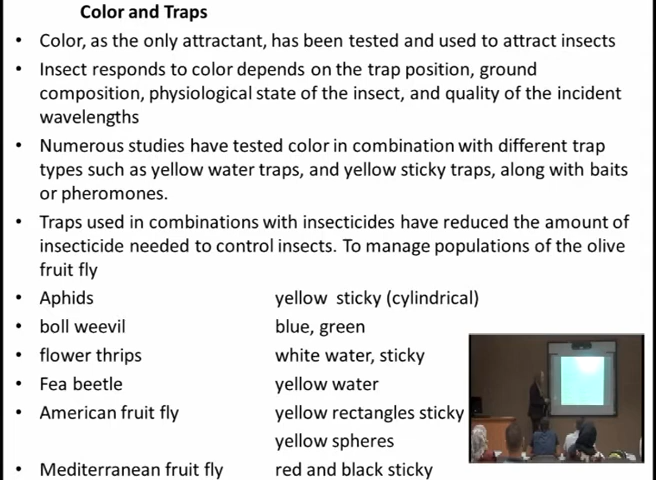 Color and Traps
• Color, as the only attractant, has been tested and used to attract insects
• Insect responds to color depends on the trap position, ground
composition, physiological state of the insect, and quality of the incident
wavelengths
• Numerous studies have tested color in combination with different trap
types such as yellow water traps, and yellow sticky traps, along with baits
or pheromones.
• Traps used in combinations with insecticides have reduced the amount of
insecticide needed to control insects. To manage populations of the olive
fruit fly
• Aphids yellow sticky (cylindrical)
• boll weevil blue, green
• flower thrips white water, sticky
• Fea beetle yellow water
• American fruit fly yellow rectangles sticky
yellow spheres
• Mediterranean fruit fly red and black sticky